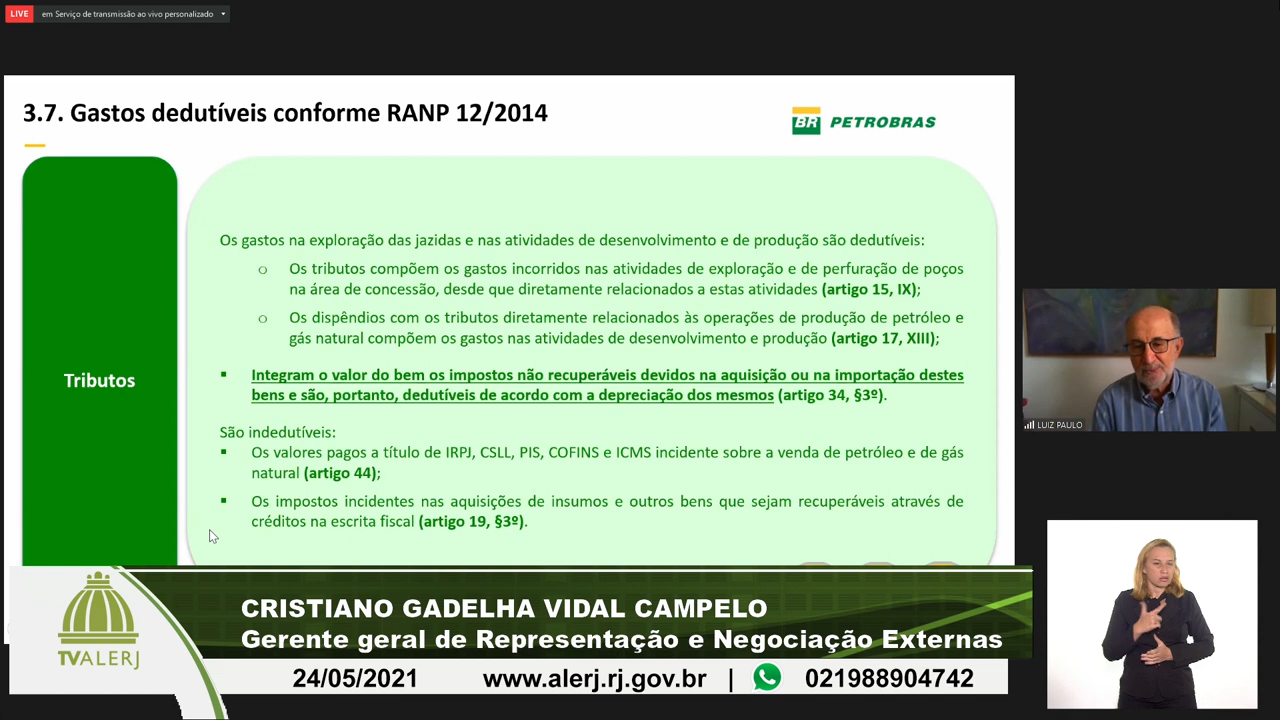 LIVE em Serviço de transmissão ao vivo personalizado
3.7. Gastos dedutíveis conforme RANP 12/2014
BR PETROBRAS
Tributos
Os gastos na exploração das jazidas e nas atividades de desenvolvimento e de produção são dedutíveis:
Os tributos compõem os gastos incorridos nas atividades de exploração e de perfuração de poços
na área de concessão, desde que diretamente relacionados a estas atividades (artigo 15, IX);
Os dispêndios com os tributos diretamente relacionados às operações de produção de petróleo e
gás natural compõem os gastos nas atividades de desenvolvimento e produção (artigo 17, XIII);
Integram o valor do bem os impostos não recuperáveis devidos na aquisição ou na importação destes
bens e são, portanto, dedutíveis de acordo com a depreciação dos mesmos (artigo 34, §3º).
São indedutíveis:
Os valores pagos a título de IRPJ, CSLL, PIS, COFINS e ICMS incidente sobre a venda de petróleo e de gás
natural (artigo 44);
Os impostos incidentes nas aquisições de insumos e outros bens que sejam recuperáveis através de
créditos na escrita fiscal (artigo 19, §3º).
LUIZ PAULO
TVALERJ
CRISTIANO GADELHA VIDAL CAMPELO
Gerente geral de Representação e Negociação Externas
24/05/2021 www.alerj.rj.gov.br | 021988904742